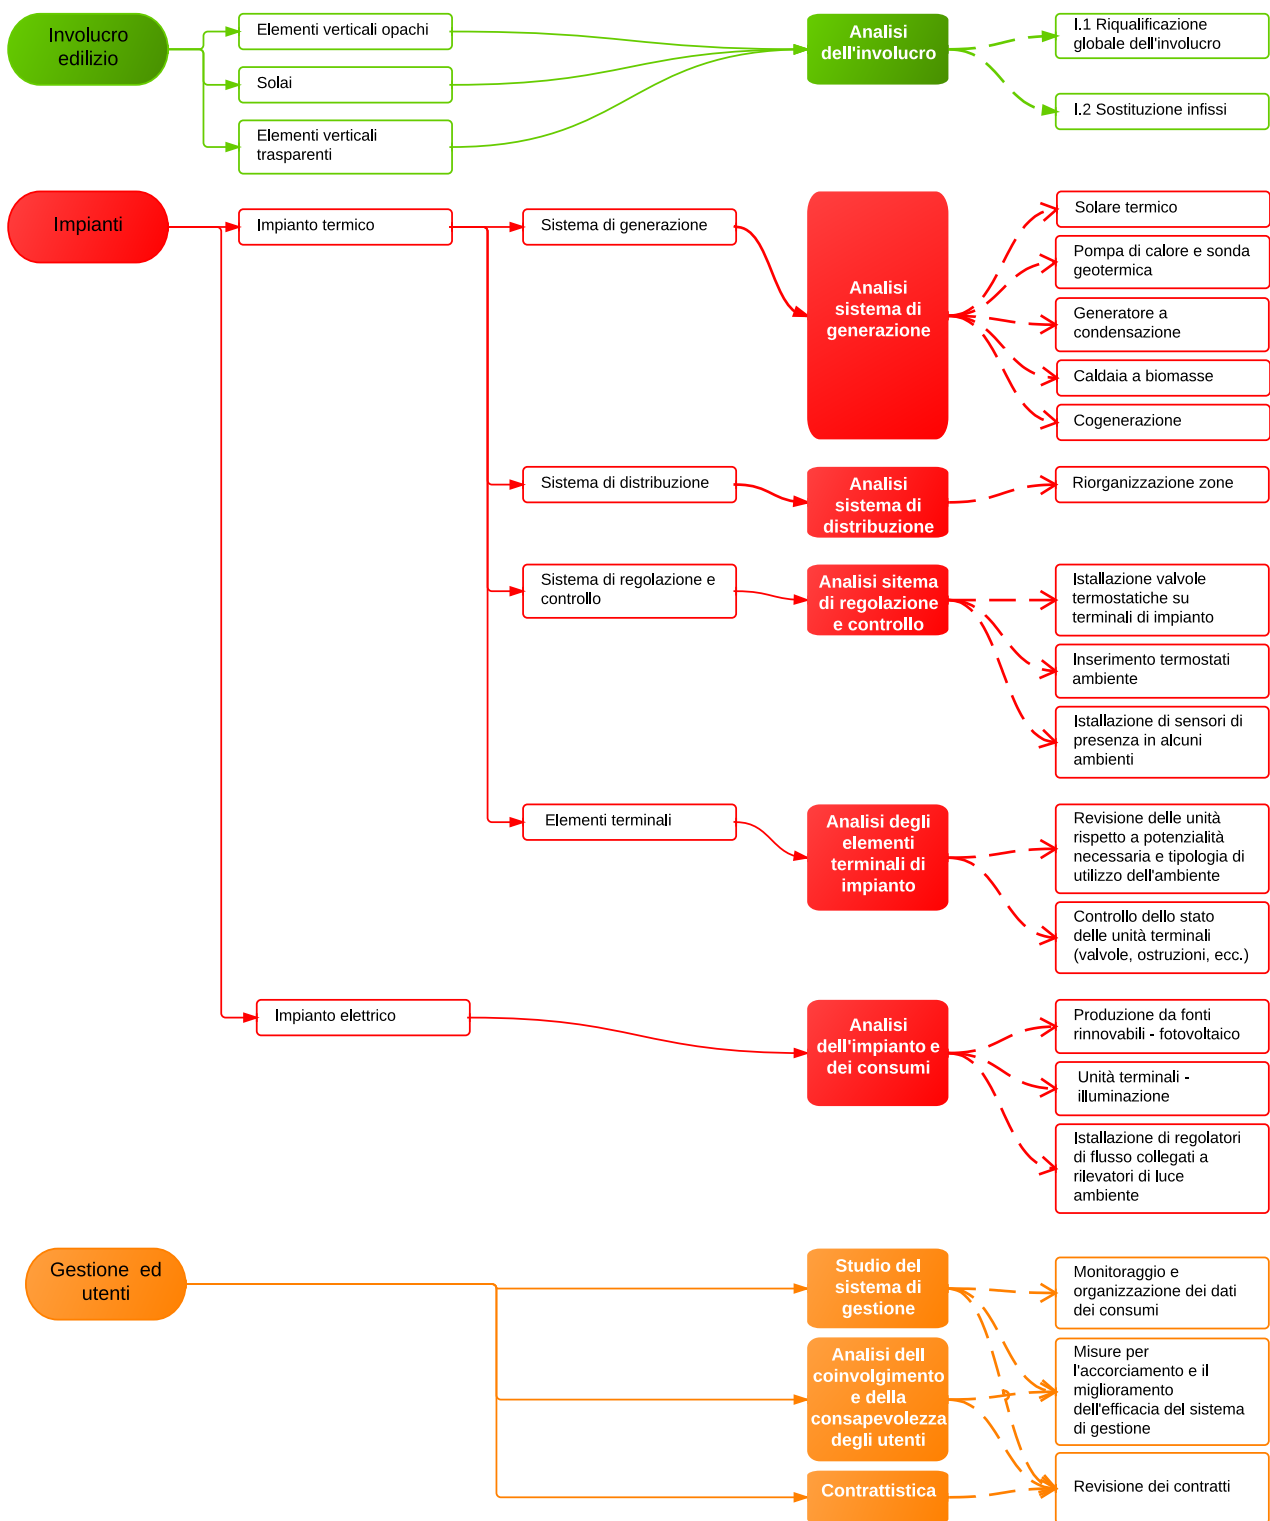 Involucro
edilizio
Elementi verticali opachi
Solai
Elementi verticali
trasparenti
Analisi
dell'involucro
I.1 Riqualificazione
globale dell'involucro
I.2 Sostituzione infissi
Impianti
Impianto termico
Sistema di generazione
Analisi
sistema di
generazione
Solare termico
Pompa di calore e sonda
geotermica
Generatore a
condensazione
Caldaia a biomasse
Cogenerazione
Sistema di distribuzione
Analisi
sistema di
distribuzione
Riorganizzazione zone
Sistema di regolazione e
controllo
Analisi sitema
di regolazione
e controllo
Istallazione valvole
termostatiche su
terminali di impianto
Inserimento termostati
ambiente
Istallazione di sensori di
presenza in alcuni
ambienti
Elementi terminali
Analisi degli
elementi
terminali di
impianto
Revisione delle unità
rispetto a potenzialità
necessaria e tipologia di
utilizzo dell'ambiente
Controllo dello stato
delle unità terminali
(valvole, ostruzioni, ecc.)
Impianto elettrico
Analisi
dell'impianto e
dei consumi
Produzione da fonti
rinnovabili - fotovoltaico
Unità terminali -
illuminazione
Istallazione di regolatori
di flusso collegati a
rilevatori di luce
ambiente
Gestione ed
utenti
Studio del
sistema di
gestione
Analisi dell
coinvolgimento
e della
consapevolezza
degli utenti
Contrattistica
Monitoraggio e
organizzazione dei dati
dei consumi
Misure per
l'accorciamento e il
miglioramento
dell'efficacia del sistema
di gestione
Revisione dei contratti